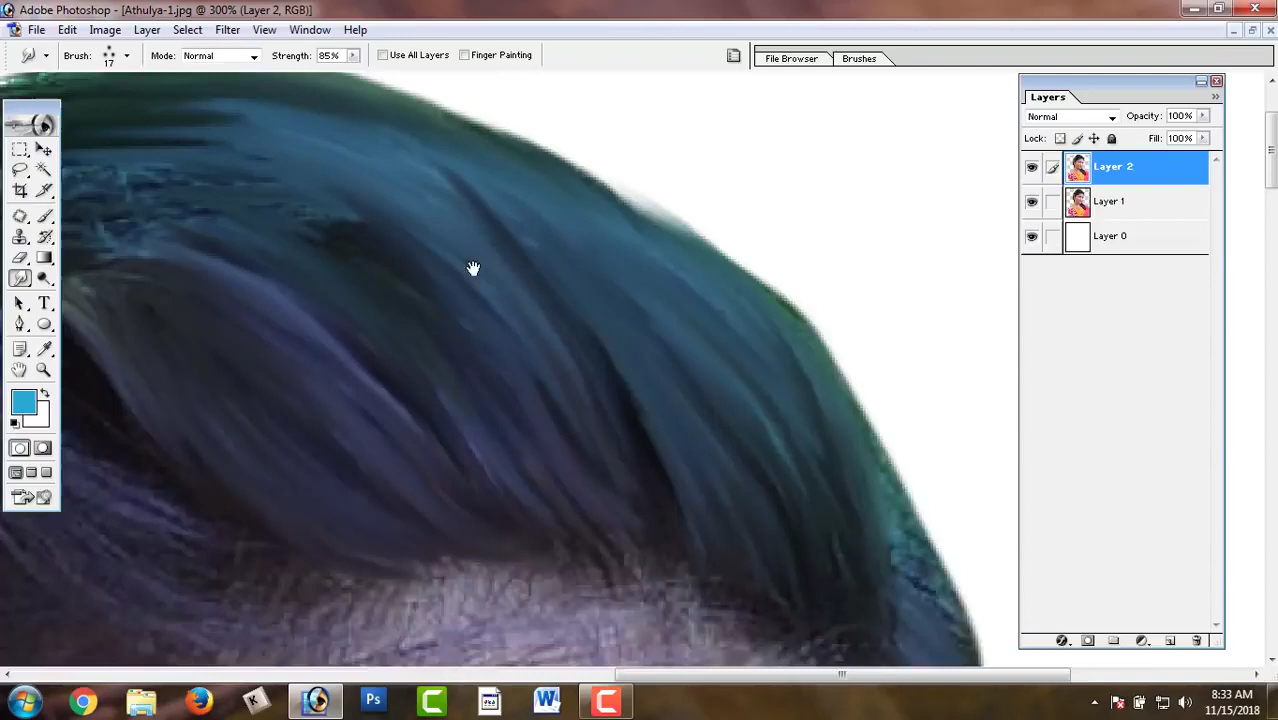 Adobe Photoshop - [Athulya-1.jpg @ 300% (Layer 2, RGB)]
File Edit Image Layer Select Filter View Window Help
Brush: 17 Mode: Normal Strength: 85% Use All Layers Finger Painting File Browser Brushes
Layers
Normal Opacity: 100%
Lock: Fill: 100%
Layer 2
Layer 1
Layer 0
8:33 AM
11/15/2018